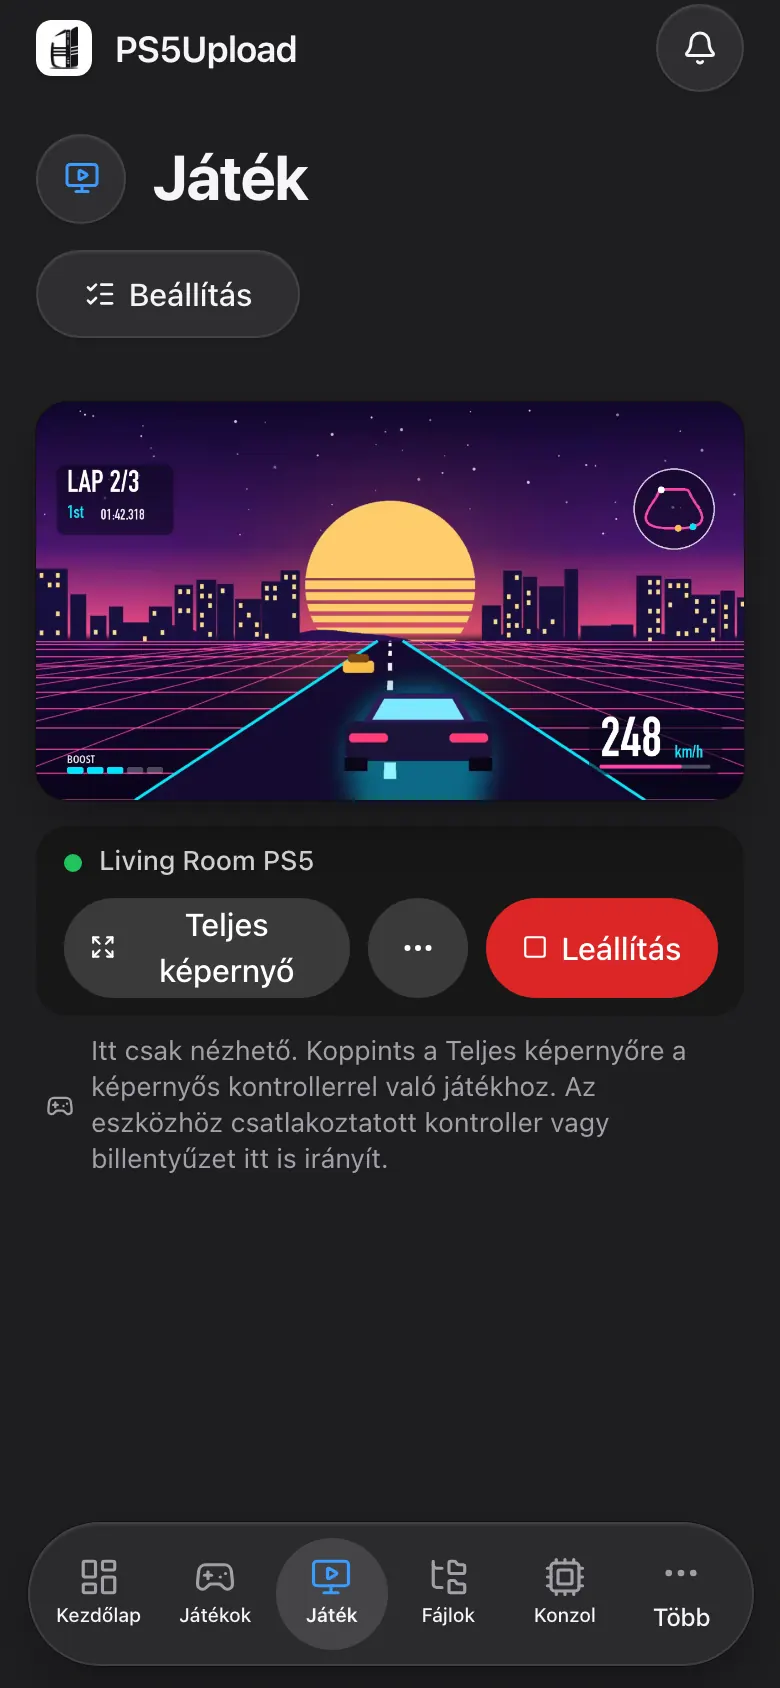 PS5Upload
Játék
Beállítás
LAP 2/3
1st 01:42.318
248 km/h
BOOST
Living Room PS5
Teljes
képernyő
Leállítás
Itt csak nézhető. Koppints a Teljes képernyőre a
képernyős kontrollerrel való játékhoz. Az
eszközhöz csatlakoztatott kontroller vagy
billentyűzet itt is irányít.
Kezdőlap
Játékok
Játék
Fájlok
Konzol
Több